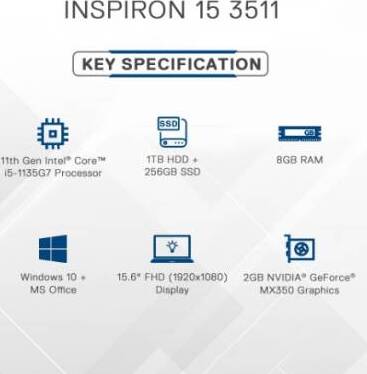 INSPIRON 15 3511
KEY SPECIFICATION
SSD
GB
11th Gen Intel® Core™
i5-1135G7 Processor
1TB HDD +
256GB SSD
8GB RAM
Windows 10 +
MS Office
15.6" FHD (1920x1080)
Display
2GB NVIDIA® GeForce®
MX350 Graphics